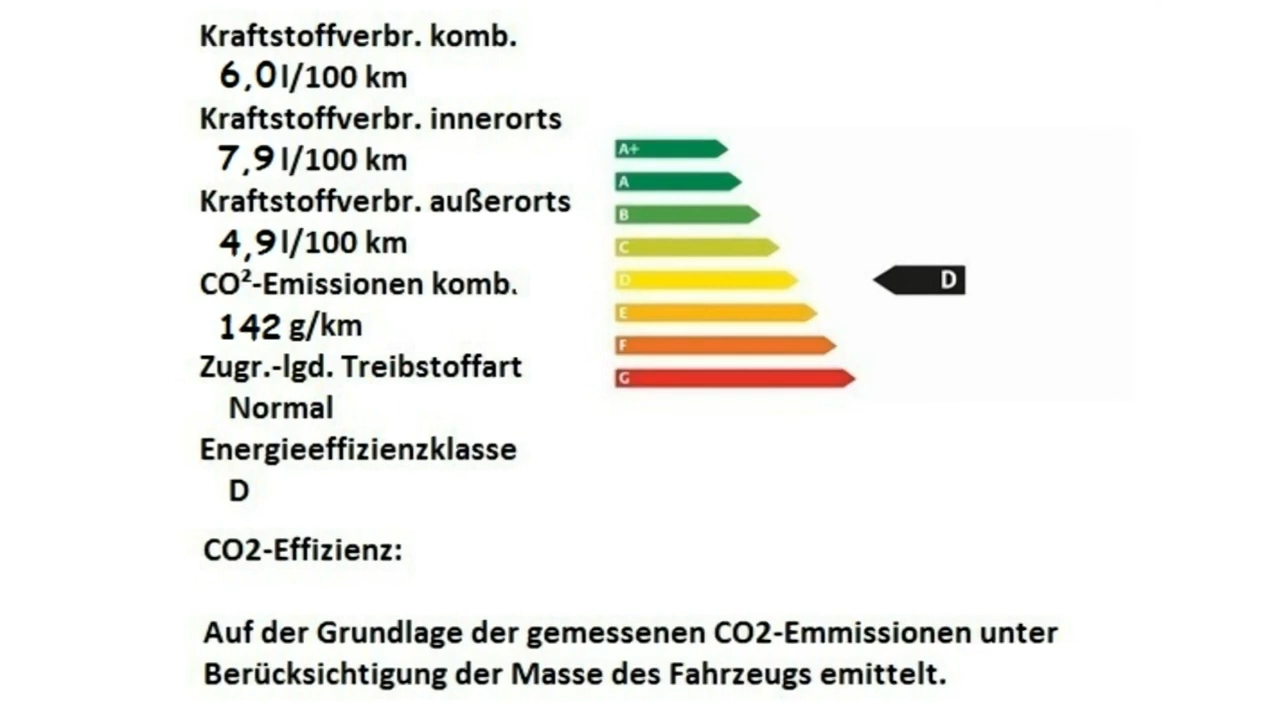 Kraftstoffverbr. komb.
6,0 l/100 km
Kraftstoffverbr. innerorts
7,9 l/100 km
Kraftstoffverbr. außerorts
4,9 l/100 km
CO²-Emissionen komb.
142 g/km
Zugr.-lgd. Treibstoffart
Normal
Energieeffizienzklasse
D
A+
A
B
C
D
E
F
G
D
CO2-Effizienz:
Auf der Grundlage der gemessenen CO2-Emmissionen unter
Berücksichtigung der Masse des Fahrzeugs emittelt.